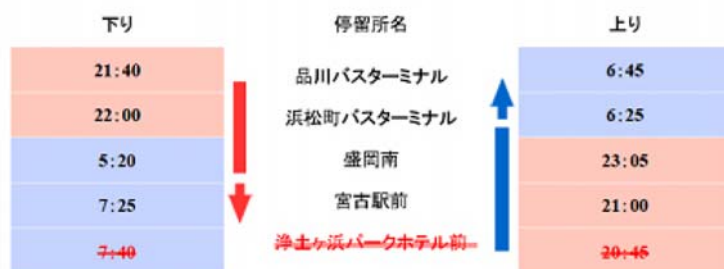 下り 停留所名 上り
21:40 品川バスターミナル 6:45
22:00 浜松町バスターミナル 6:25
5:20 盛岡南 23:05
7:25 宮古駅前 21:00
7:40 浄土ヶ浜パークホテル前 20:45